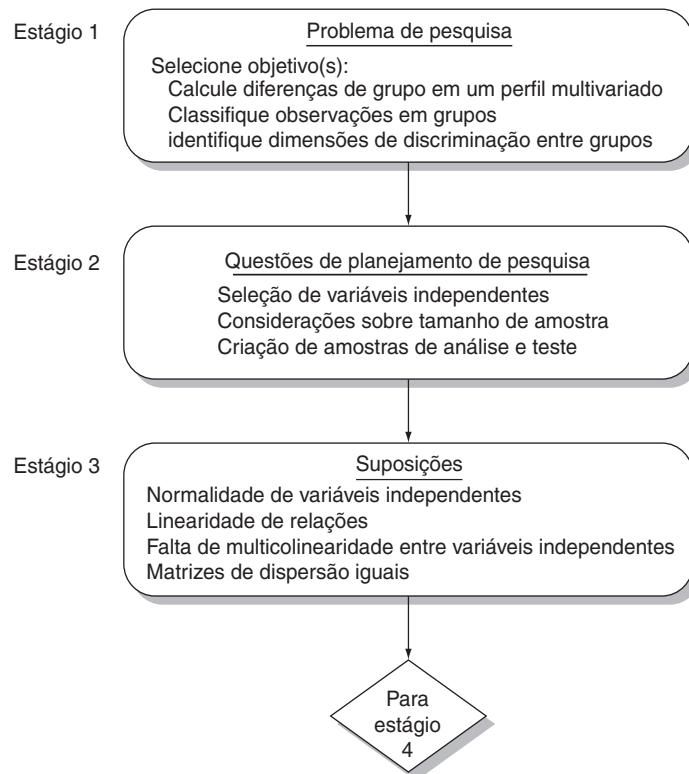 Estágio 1
Problema de pesquisa
Selecione objetivo(s):
Calcule diferenças de grupo em um perfil multivariado
Classifique observações em grupos
identifique dimensões de discriminação entre grupos
Estágio 2
Questões de planejamento de pesquisa
Seleção de variáveis independentes
Considerações sobre tamanho de amostra
Criação de amostras de análise e teste
Estágio 3
Suposições
Normalidade de variáveis independentes
Linearidade de relações
Falta de multicolinearidade entre variáveis independentes
Matrizes de dispersão iguais
Para
estágio
4